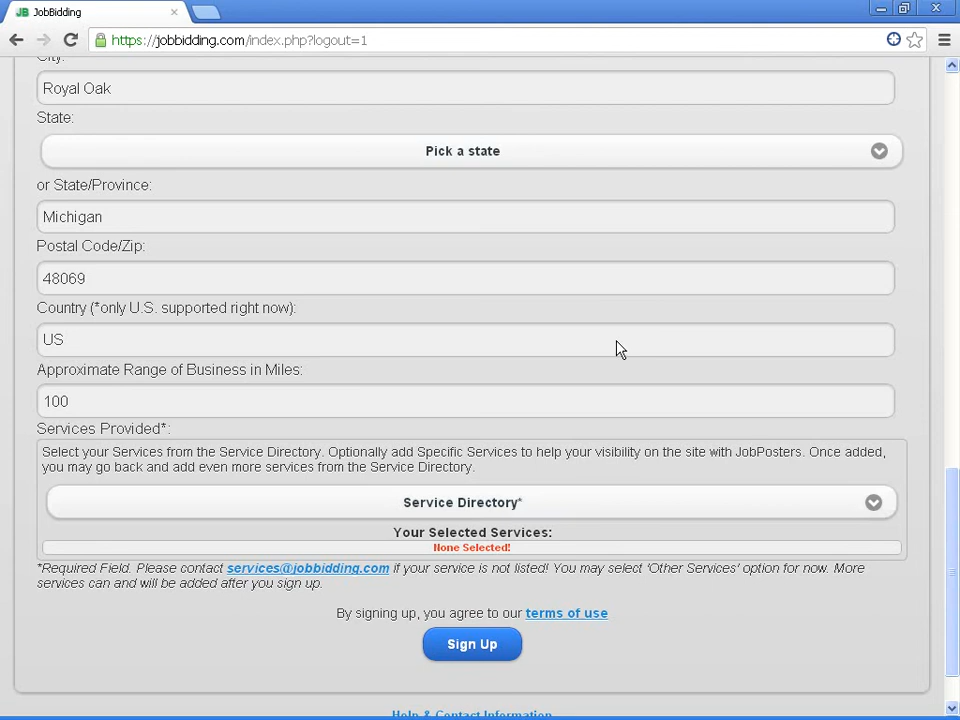 JB JobBidding
https://jobbidding.com/index.php?logout=1
City:
Royal Oak
State:
Pick a state
or State/Province:
Michigan
Postal Code/Zip:
48069
Country (*only U.S. supported right now):
US
Approximate Range of Business in Miles:
100
Services Provided*:
Select your Services from the Service Directory. Optionally add Specific Services to help your visibility on the site with JobPosters. Once added,
you may go back and add even more services from the Service Directory.
Service Directory*
Your Selected Services:
None Selected!
*Required Field. Please contact services@jobbidding.com if your service is not listed! You may select 'Other Services' option for now. More
services can and will be added after you sign up.
By signing up, you agree to our terms of use
Sign Up
Help & Contact Information